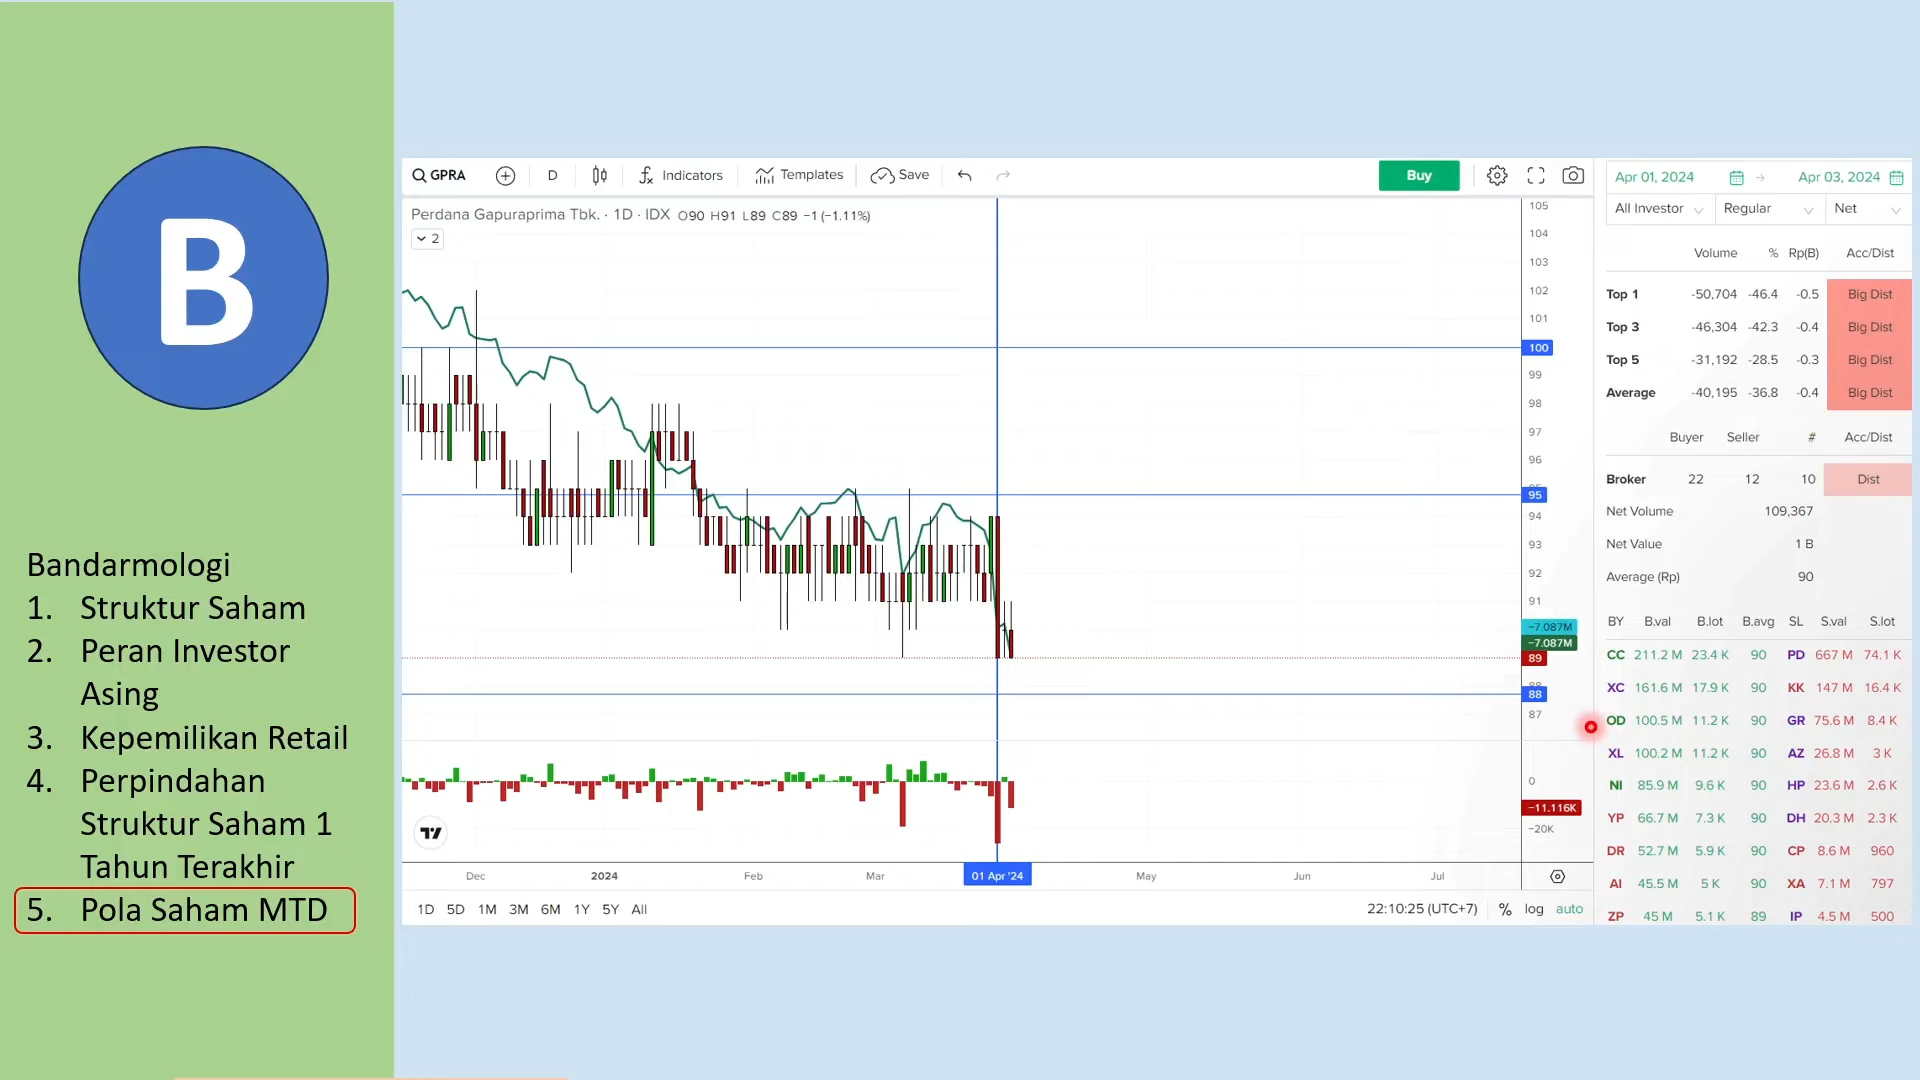 B
Bandarmologi
1. Struktur Saham
2. Peran Investor
Asing
3. Kepemilikan Retail
4. Perpindahan
Struktur Saham 1
Tahun Terakhir
5. Pola Saham MTD
GPRA
D
Indicators
Templates
Save
Buy
Perdana Gapuraprima Tbk. · 1D · IDX O90 H91 L89 C89 −1 (−1.11%)
2
105
104
103
102
101
100
99
98
97
96
95
94
93
92
91
−7.087M
−7.087M
89
88
87
0
−11.116K
−20K
Dec 2024 Feb Mar 01 Apr '24 May Jun Jul
1D 5D 1M 3M 6M 1Y 5Y All
22:10:25 (UTC+7) % log auto
Apr 01, 2024 → Apr 03, 2024
All Investor Regular Net
Volume % Rp(B) Acc/Dist
Top 1 -50,704 -46.4 -0.5 Big Dist
Top 3 -46,304 -42.3 -0.4 Big Dist
Top 5 -31,192 -28.5 -0.3 Big Dist
Average -40,195 -36.8 -0.4 Big Dist
Buyer Seller # Acc/Dist
Broker 22 12 10 Dist
Net Volume 109,367
Net Value 1 B
Average (Rp) 90
BY B.val B.lot B.avg SL S.val S.lot
CC 211.2 M 23.4 K 90 PD 667 M 74.1 K
XC 161.6 M 17.9 K 90 KK 147 M 16.4 K
OD 100.5 M 11.2 K 90 GR 75.6 M 8.4 K
XL 100.2 M 11.2 K 90 AZ 26.8 M 3 K
NI 85.9 M 9.6 K 90 HP 23.6 M 2.6 K
YP 66.7 M 7.3 K 90 DH 20.3 M 2.3 K
DR 52.7 M 5.9 K 90 CP 8.6 M 960
AI 45.5 M 5 K 90 XA 7.1 M 797
ZP 45 M 5.1 K 89 IP 4.5 M 500